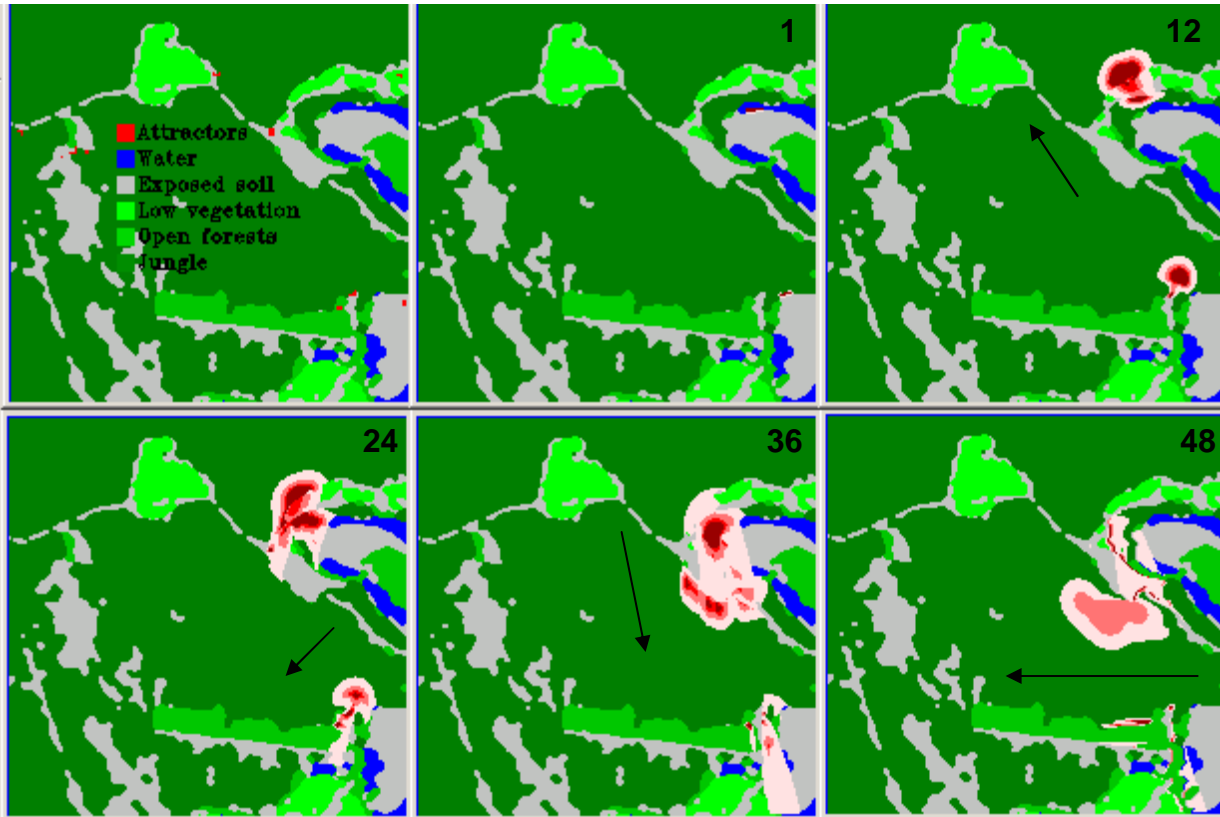 1
12
Attractors
Water
Exposed soil
Low vegetation
Open forests
Jungle
24
36
48